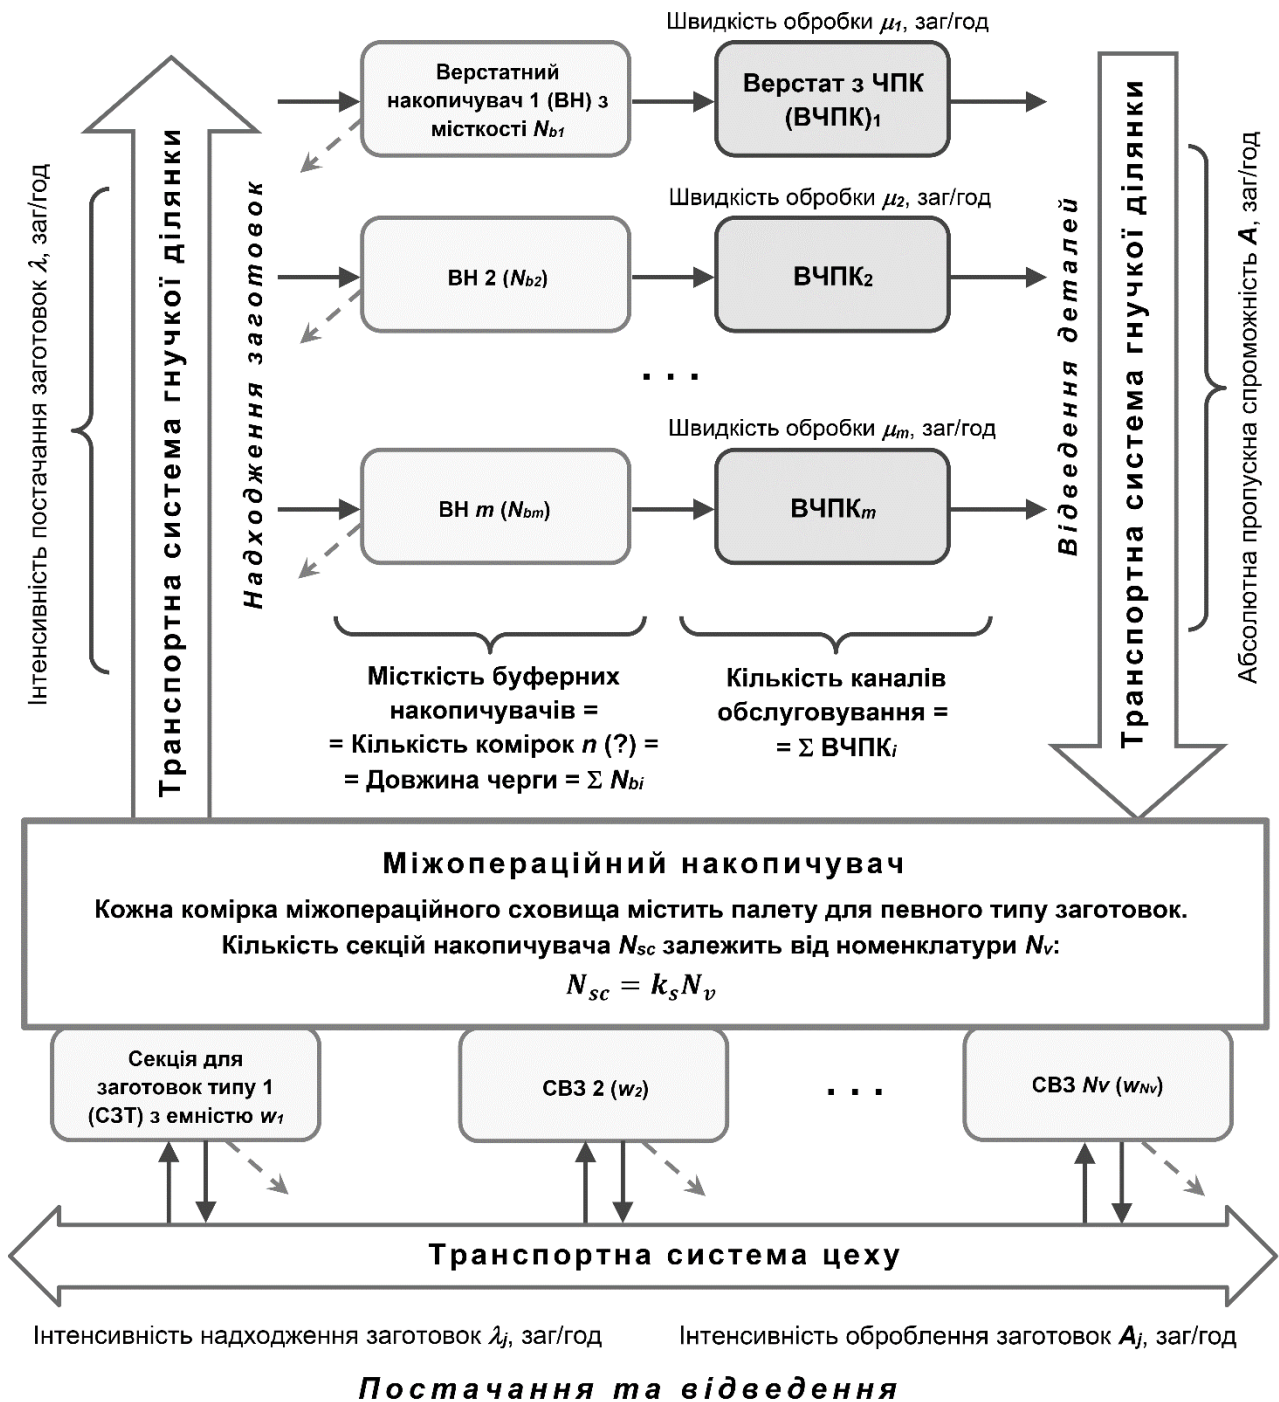 Швидкість обробки μ1, заг/год
Верстатний
накопичувач 1 (ВН) з
місткості Nb1
Верстат з ЧПК
(ВЧПК)1
Швидкість обробки μ2, заг/год
ВН 2 (Nb2)
ВЧПК2
. . .
Швидкість обробки μm, заг/год
ВН m (Nbm)
ВЧПКm
Інтенсивність постачання заготовок λ, заг/год
Транспортна система гнучкої ділянки
Надходження заготовок
Відведення деталей
Транспортна система гнучкої ділянки
Абсолютна пропускна спроможність A, заг/год
Місткість буферних
накопичувачів =
= Кількість комірок n (?) =
= Довжина черги = Σ Nbi
Кількість каналів
обслуговування =
= Σ ВЧПКi
Міжопераційний накопичувач
Кожна комірка міжопераційного сховища містить палету для певного типу заготовок.
Кількість секцій накопичувача Nsc залежить від номенклатури Nv:
Nsc = ksNv
Секція для
заготовок типу 1
(СЗТ) з емністю w1
СВЗ 2 (w2)
. . .
СВЗ Nv (wNv)
Транспортна система цеху
Інтенсивність надходження заготовок λj, заг/год
Інтенсивність оброблення заготовок Aj, заг/год
Постачання та відведення